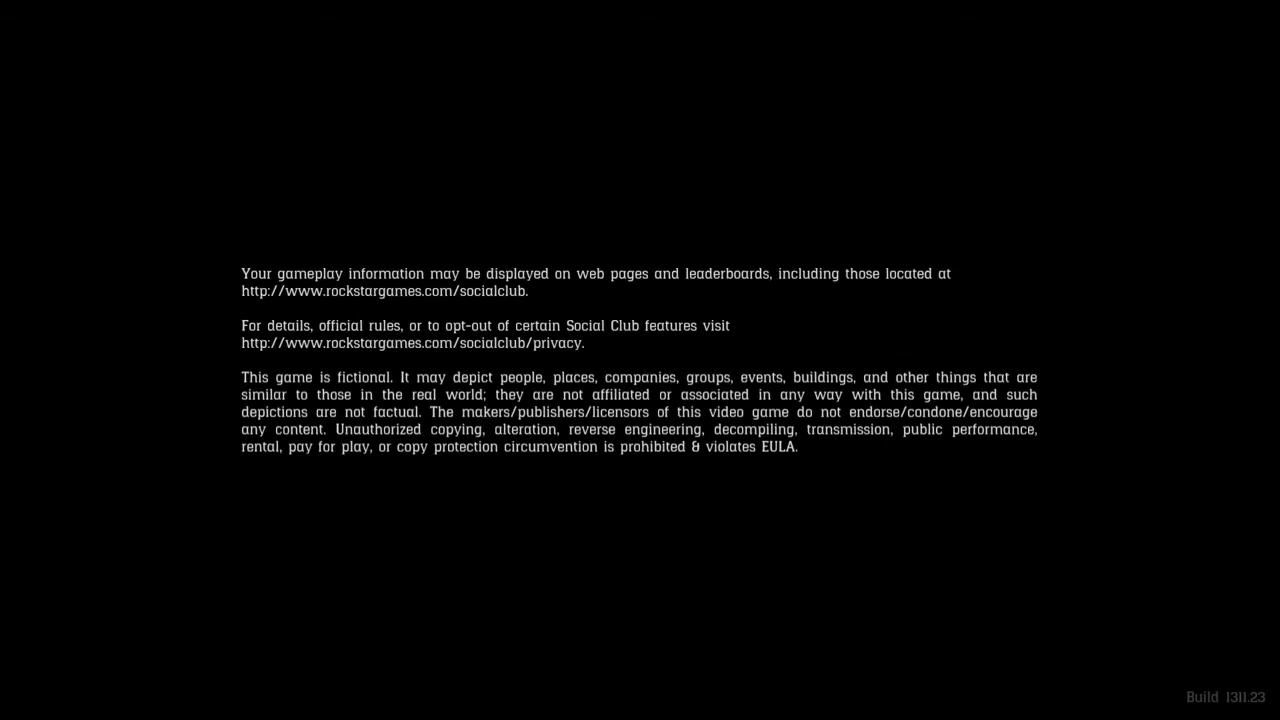 Your gameplay information may be displayed on web pages and leaderboards, including those located at
http://www.rockstargames.com/socialclub.
For details, official rules, or to opt-out of certain Social Club features visit
http://www.rockstargames.com/socialclub/privacy.
This game is fictional. It may depict people, places, companies, groups, events, buildings, and other things that are
similar to those in the real world; they are not affiliated or associated in any way with this game, and such
depictions are not factual. The makers/publishers/licensors of this video game do not endorse/condone/encourage
any content. Unauthorized copying, alteration, reverse engineering, decompiling, transmission, public performance,
rental, pay for play, or copy protection circumvention is prohibited & violates EULA.
Build 1311.23